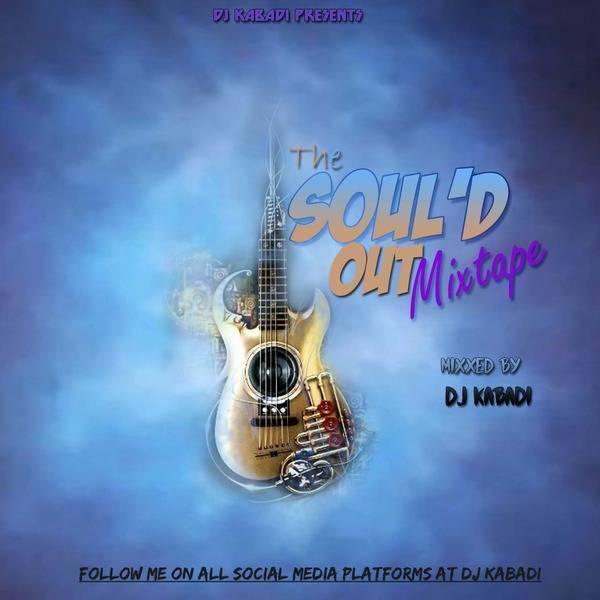 DJ KABADI PRESENTS
The
SOUL'D
OUT Mixtape
MIXXED BY
DJ KABADI
FOLLOW ME ON ALL SOCIAL MEDIA PLATFORMS AT DJ KABADI